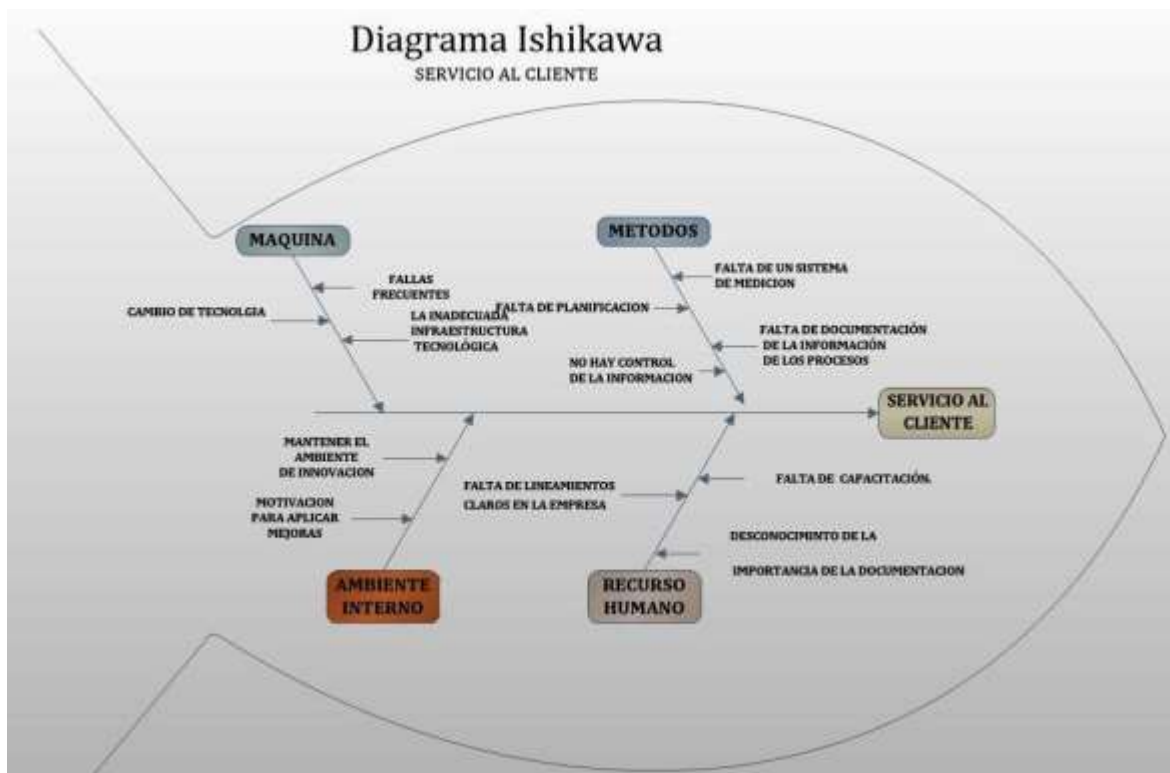 Diagrama Ishikawa
SERVICIO AL CLIENTE
MAQUINA
METODOS
FALLAS
FRECUENTES
CAMBIO DE TECNOLGIA
LA INADECUADA
INFRAESTRUCTURA
TECNOLÓGICA
FALTA DE UN SISTEMA
DE MEDICION
FALTA DE PLANIFICACION
FALTA DE DOCUMENTACIÓN
DE LA INFORMACIÓN
DE LOS PROCESOS
NO HAY CONTROL
DE LA INFORMACION
SERVICIO AL
CLIENTE
MANTENER EL
AMBIENTE
DE INNOVACION
MOTIVACION
PARA APLICAR
MEJORAS
FALTA DE LINEAMIENTOS
CLAROS EN LA EMPRESA
FALTA DE CAPACITACIÓN.
DESCONOCIMINTO DE LA
IMPORTANCIA DE LA DOCUMENTACION
AMBIENTE
INTERNO
RECURSO
HUMANO